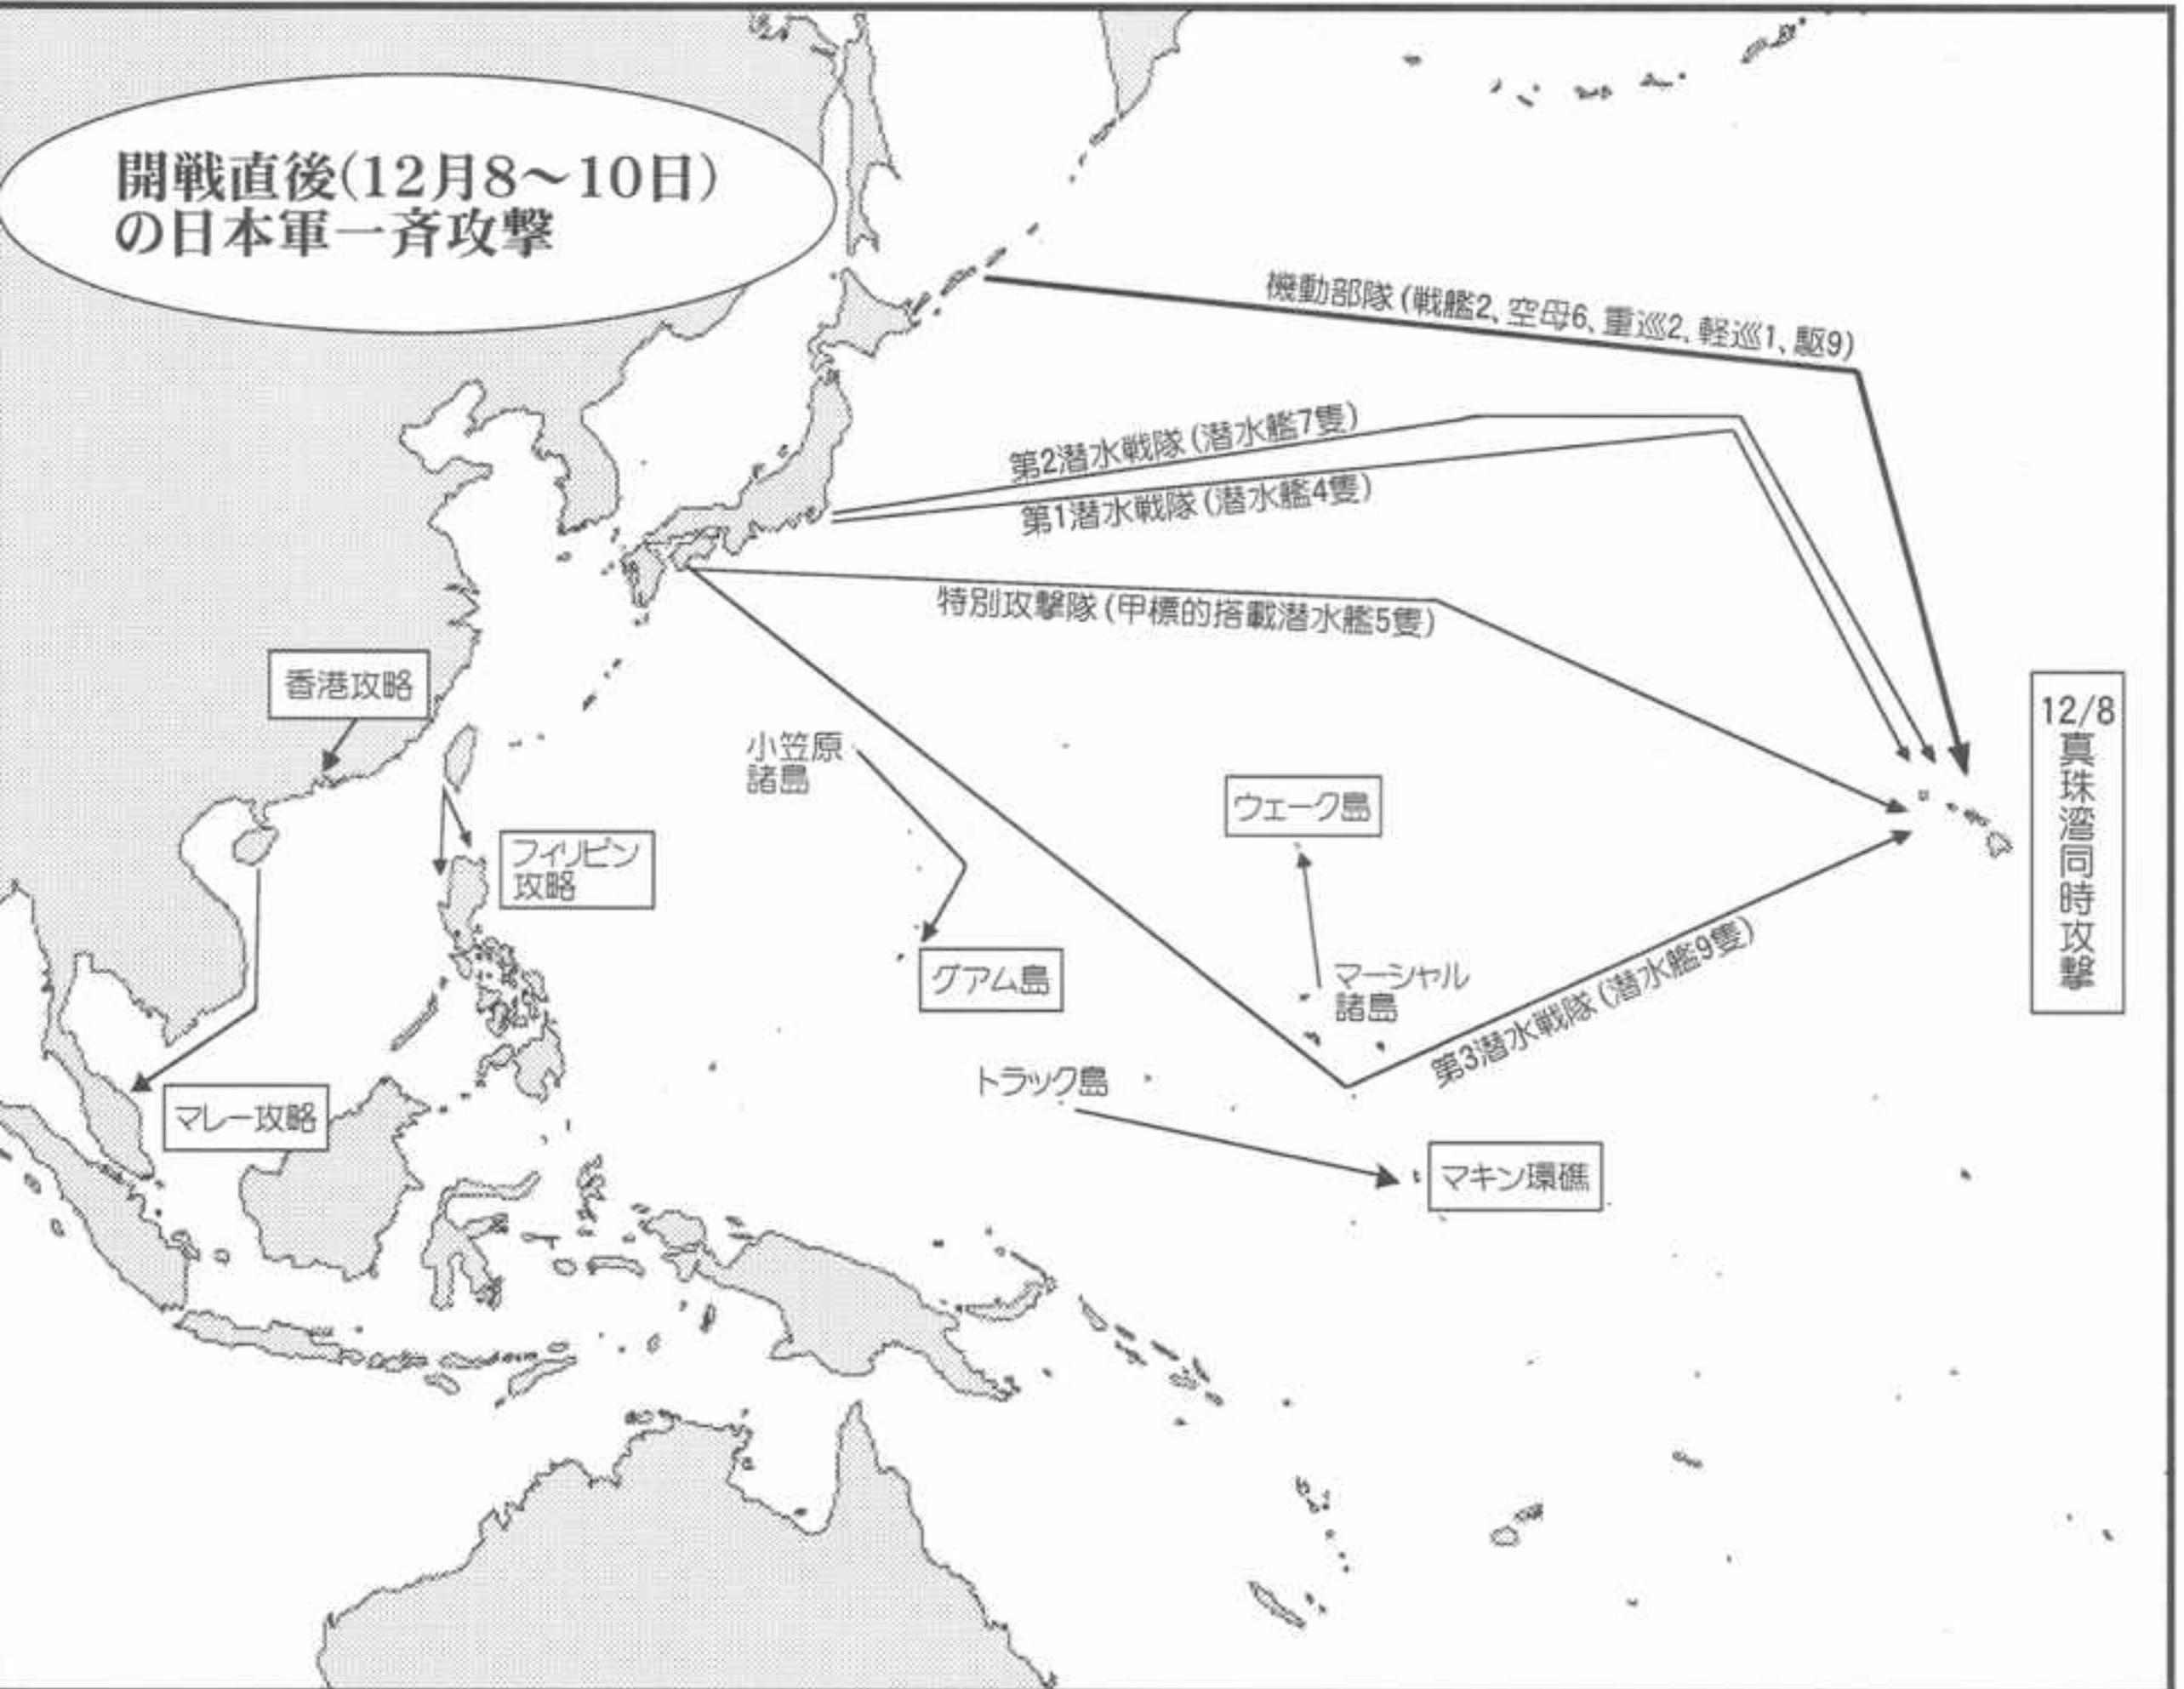 開戦直後(12月8～10日)
の日本軍一斉攻撃
機動部隊(戦艦2、空母6、重巡2、軽巡1、駆9)
第2潜水戦隊(潜水艦7隻)
第1潜水戦隊(潜水艦4隻)
特別攻撃隊(甲標的搭載潜水艦5隻)
香港攻略
12/8
真珠湾同時攻撃
小笠原
諸島
ウェーク島
フィリピン
攻略
グアム島
マーシャル
諸島
第3潜水戦隊(潜水艦9隻)
トラック島
マレー攻略
マキン環礁